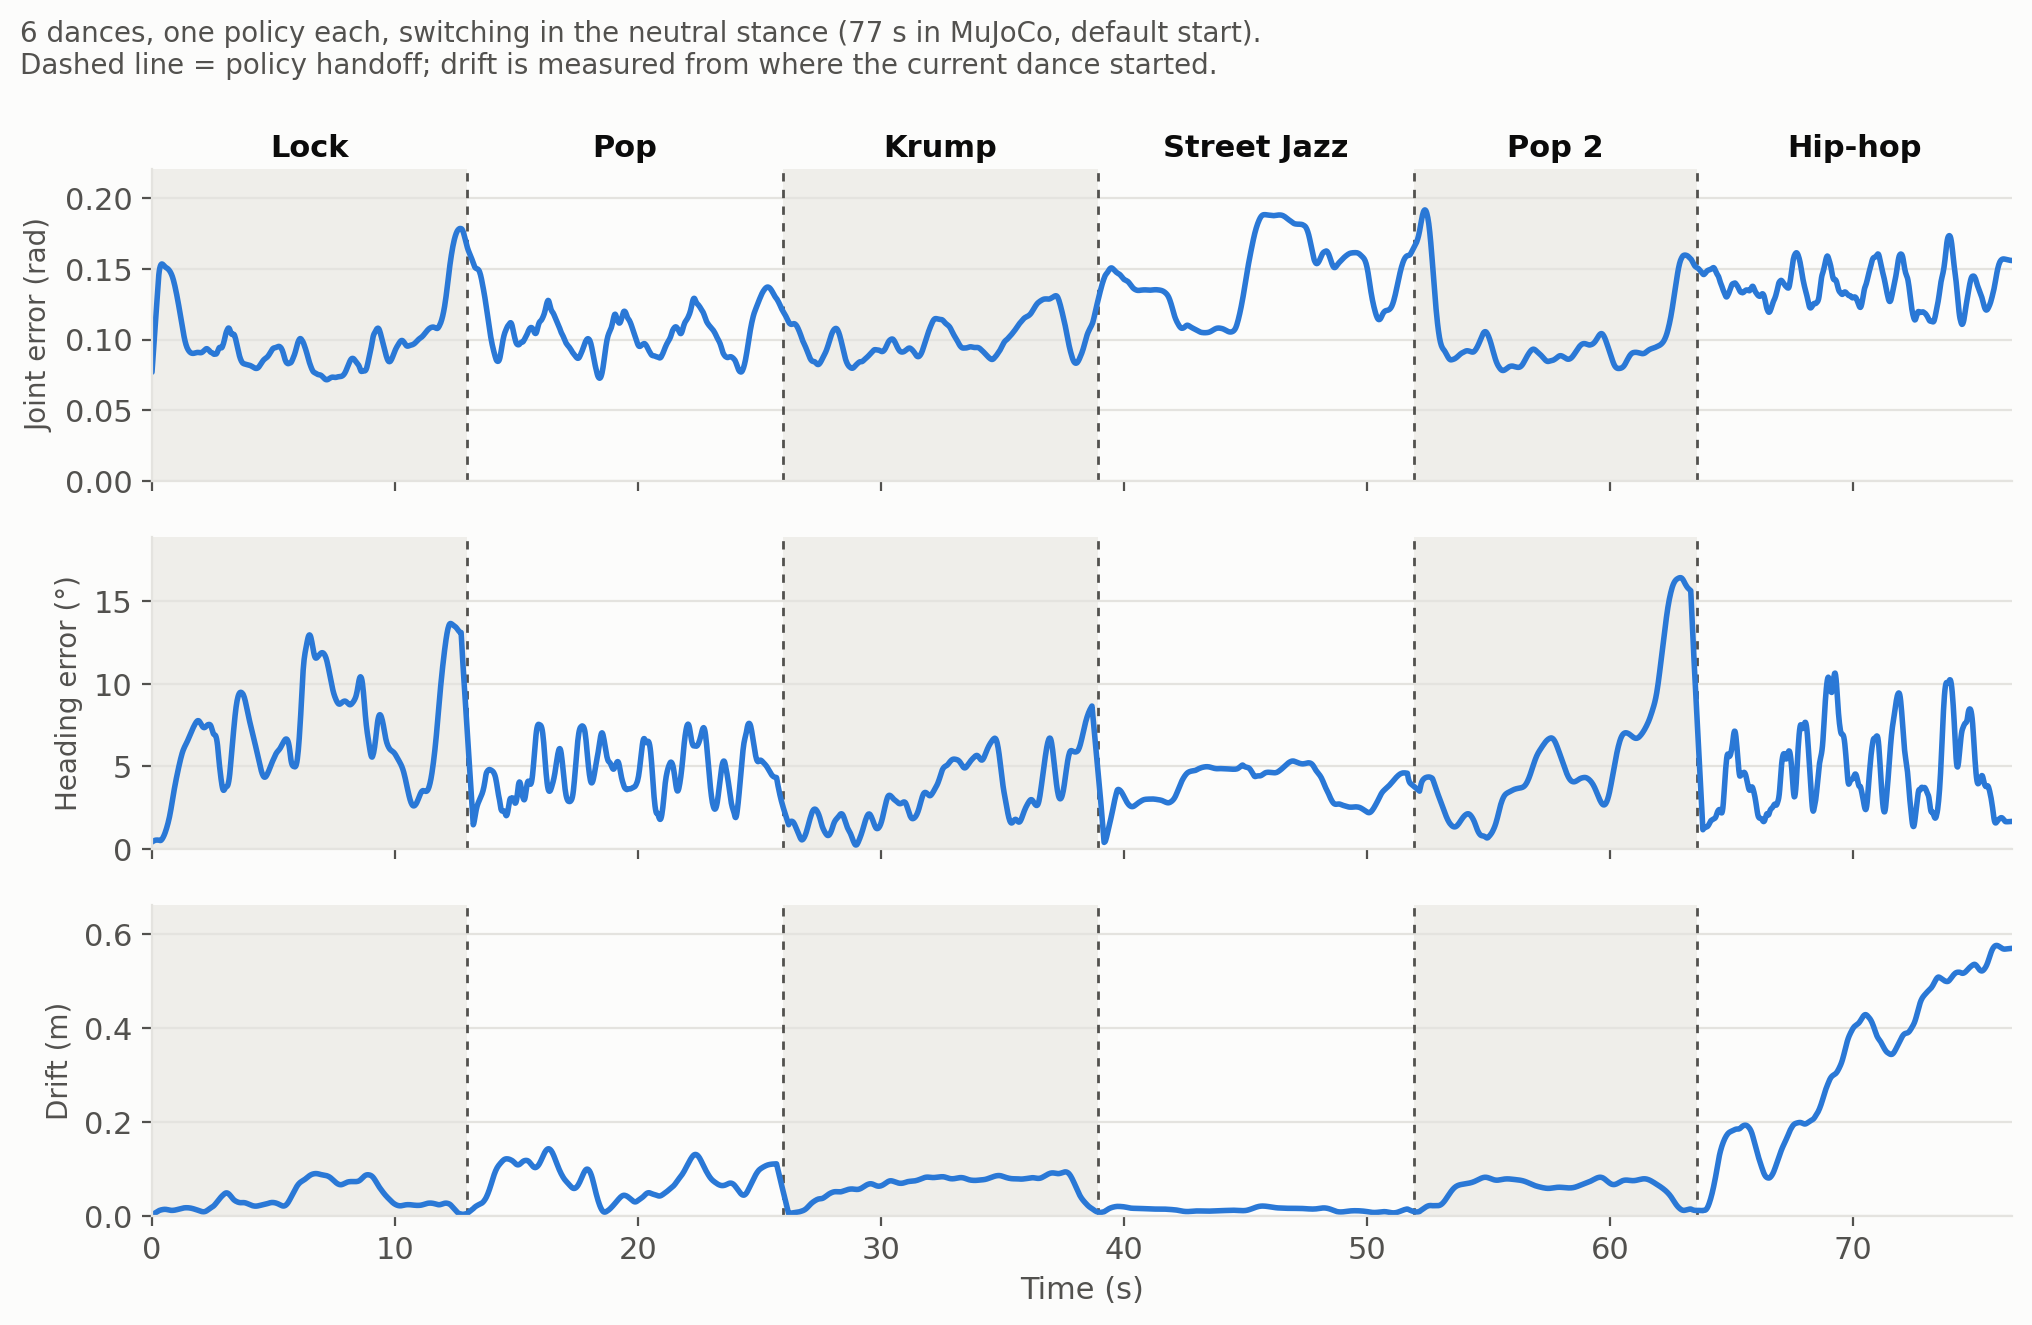 6 dances, one policy each, switching in the neutral stance (77 s in MuJoCo, default start).
Dashed line = policy handoff; drift is measured from where the current dance started.
Lock Pop Krump Street Jazz Pop 2 Hip-hop
Joint error (rad)
0.20
0.15
0.10
0.05
0.00
Heading error (°)
15
10
5
0
Drift (m)
0.6
0.4
0.2
0.0
0 10 20 30 40 50 60 70
Time (s)